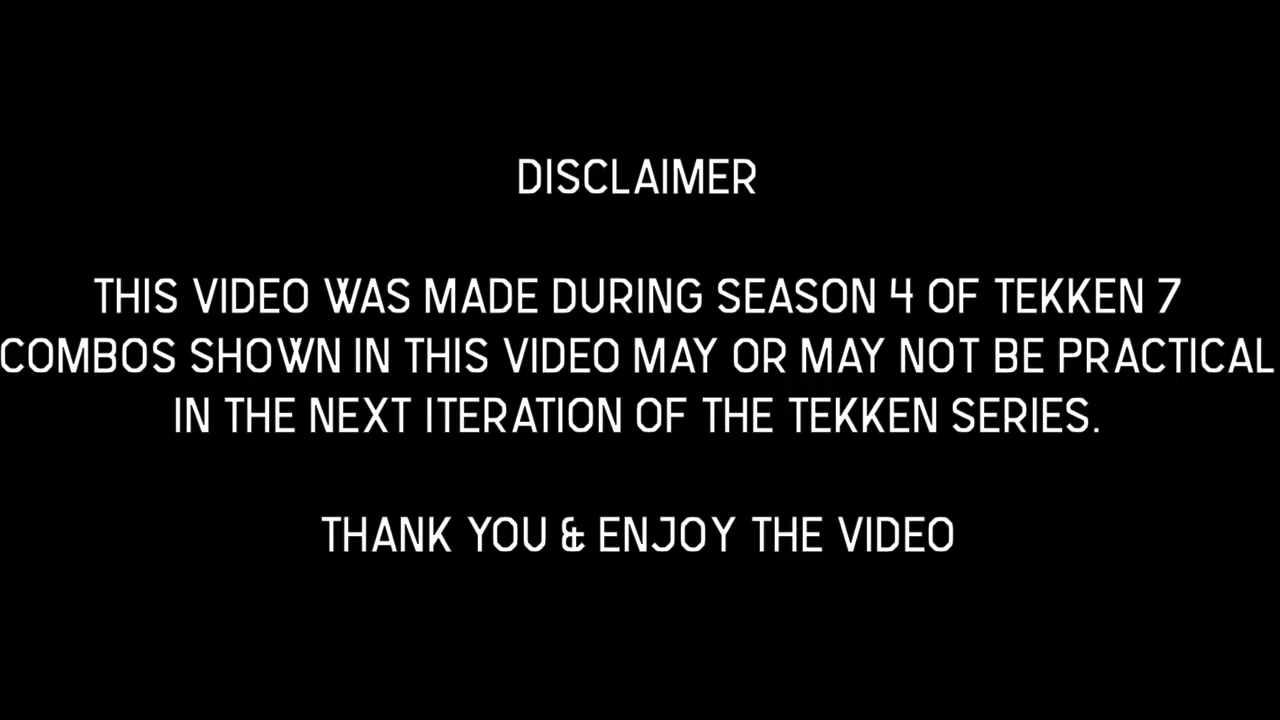 DISCLAIMER
THIS VIDEO WAS MADE DURING SEASON 4 OF TEKKEN 7
COMBOS SHOWN IN THIS VIDEO MAY OR MAY NOT BE PRACTICAL
IN THE NEXT ITERATION OF THE TEKKEN SERIES.
THANK YOU & ENJOY THE VIDEO